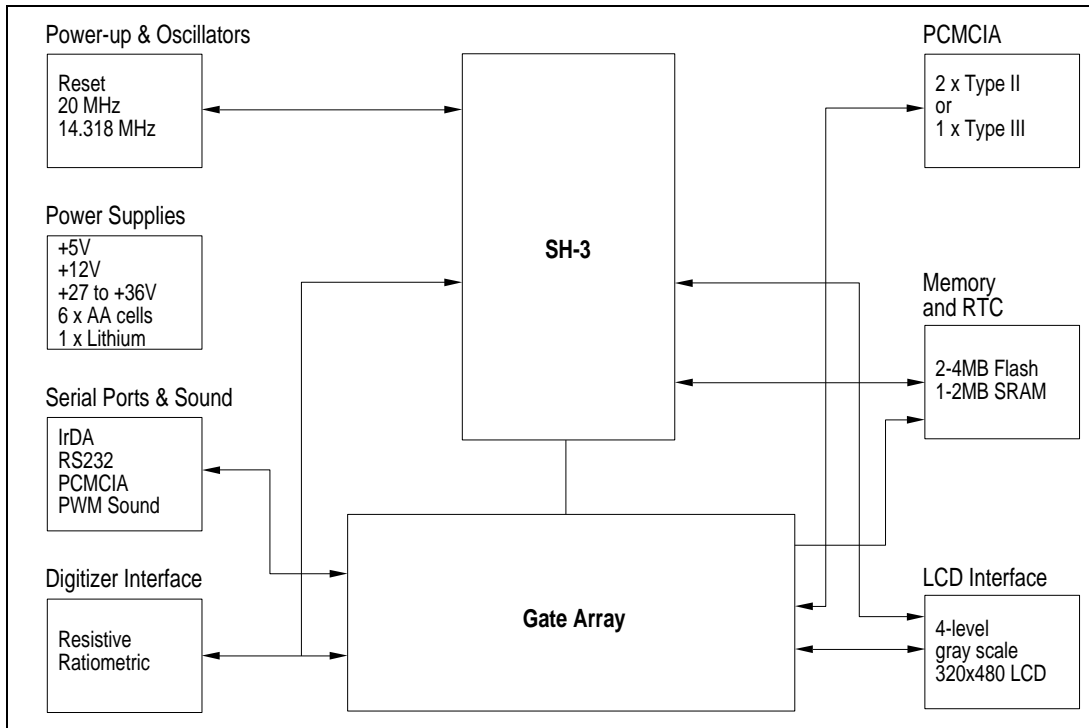 Power-up & Oscillators
Reset
20 MHz
14.318 MHz
Power Supplies
+5V
+12V
+27 to +36V
6 x AA cells
1 x Lithium
Serial Ports & Sound
IrDA
RS232
PCMCIA
PWM Sound
Digitizer Interface
Resistive
Ratiometric
SH-3
Gate Array
PCMCIA
2 x Type II
or
1 x Type III
Memory
and RTC
2-4MB Flash
1-2MB SRAM
LCD Interface
4-level
gray scale
320x480 LCD